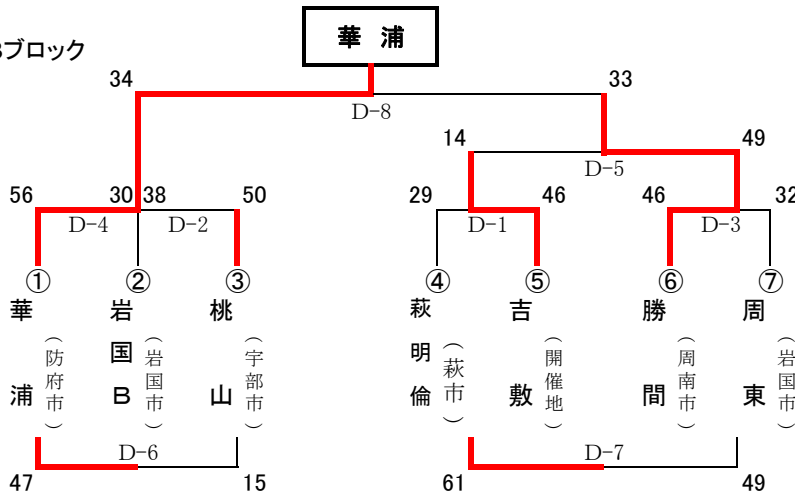 華 浦
Bブロック
34
33
D-8
14
49
D-5
56
30
38
50
29
46
46
32
D-4
D-2
D-1
D-3
①
②
③
④
⑤
⑥
⑦
華浦
(防府市)
岩国B
(岩国市)
桃山
(宇部市)
萩明倫
(萩市)
吉敷
(開催地)
勝間
(周南市)
周東
(岩国市)
D-6
D-7
47
15
61
49